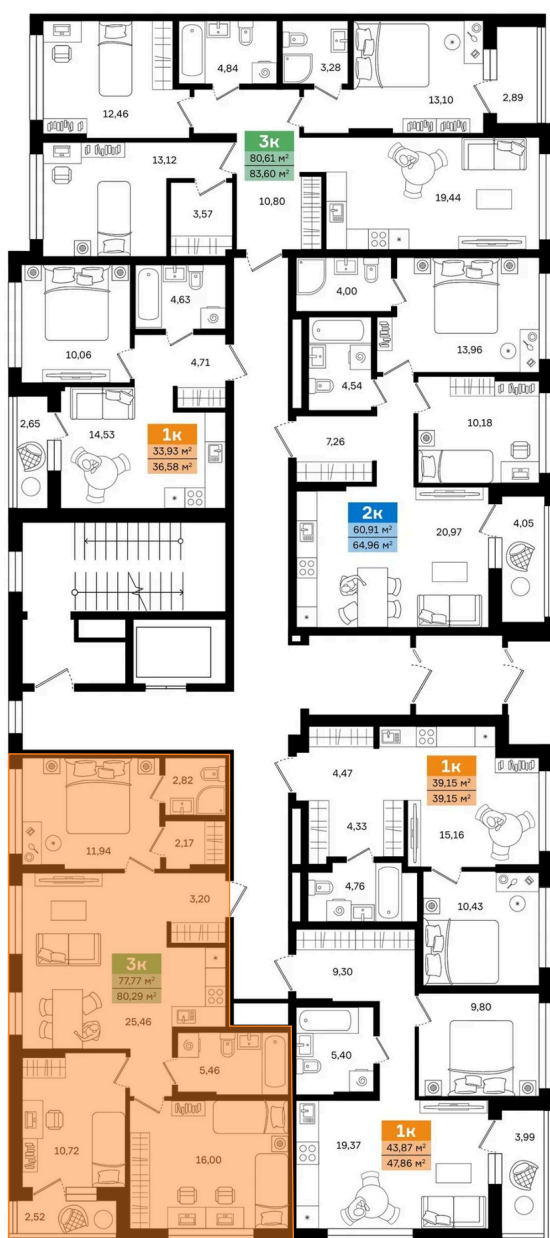 4,84
3,28
12,46
13,10
2,89
3к
80,61 м²
83,60 м²
13,12
3,57
10,80
19,44
4,63
4,00
10,06
4,71
13,96
4,54
2,65
14,53
1к
33,93 м²
36,58 м²
10,18
7,26
2к
60,91 м²
64,96 м²
20,97
4,05
4,47
1к
39,15 м²
39,15 м²
2,82
11,94
2,17
4,33
15,16
3,20
4,76
10,43
3к
77,77 м²
80,29 м²
25,46
9,30
9,80
5,46
5,40
10,72
16,00
19,37
1к
43,87 м²
47,86 м²
3,99
2,52